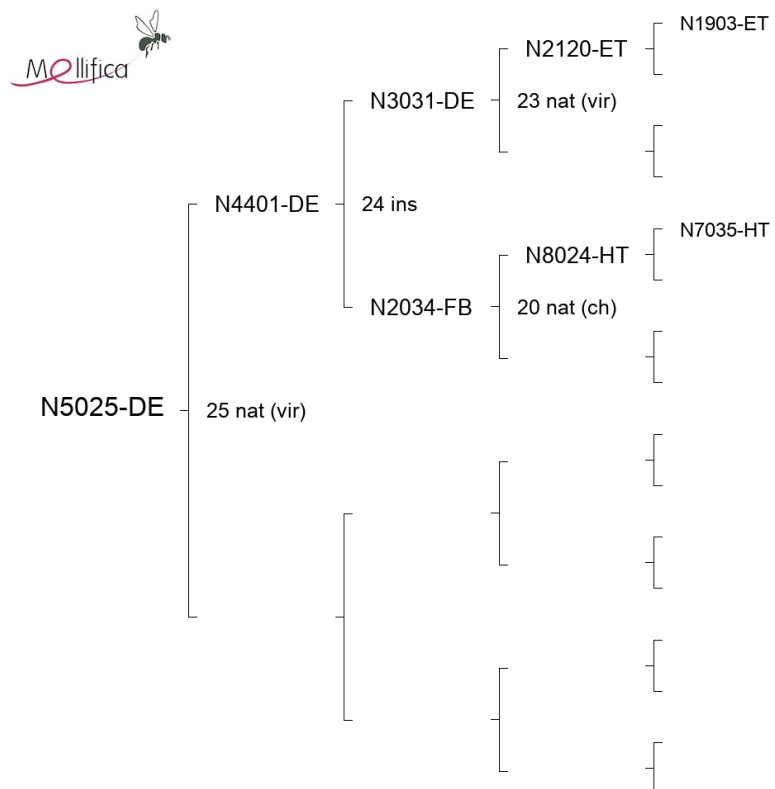 Mellifica
N1903-ET
N2120-ET
N3031-DE
23 nat (vir)
N4401-DE
24 ins
N7035-HT
N8024-HT
N2034-FB
20 nat (ch)
N5025-DE
25 nat (vir)